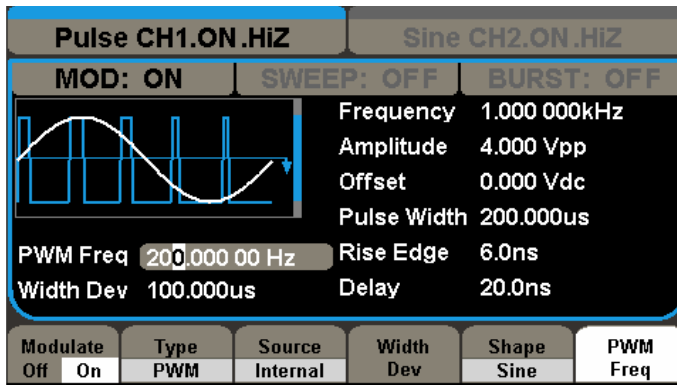 Pulse CH1.ON.HiZ
Sine CH2.ON.HiZ
MOD: ON
SWEEP: OFF
BURST: OFF
Frequency 1.000 000kHz
Amplitude 4.000 Vpp
Offset 0.000 Vdc
Pulse Width 200.000us
PWM Freq 200.000 00 Hz
Rise Edge 6.0ns
Width Dev 100.000us
Delay 20.0ns
Modulate
Off On
Type
PWM
Source
Internal
Width
Dev
Shape
Sine
PWM
Freq